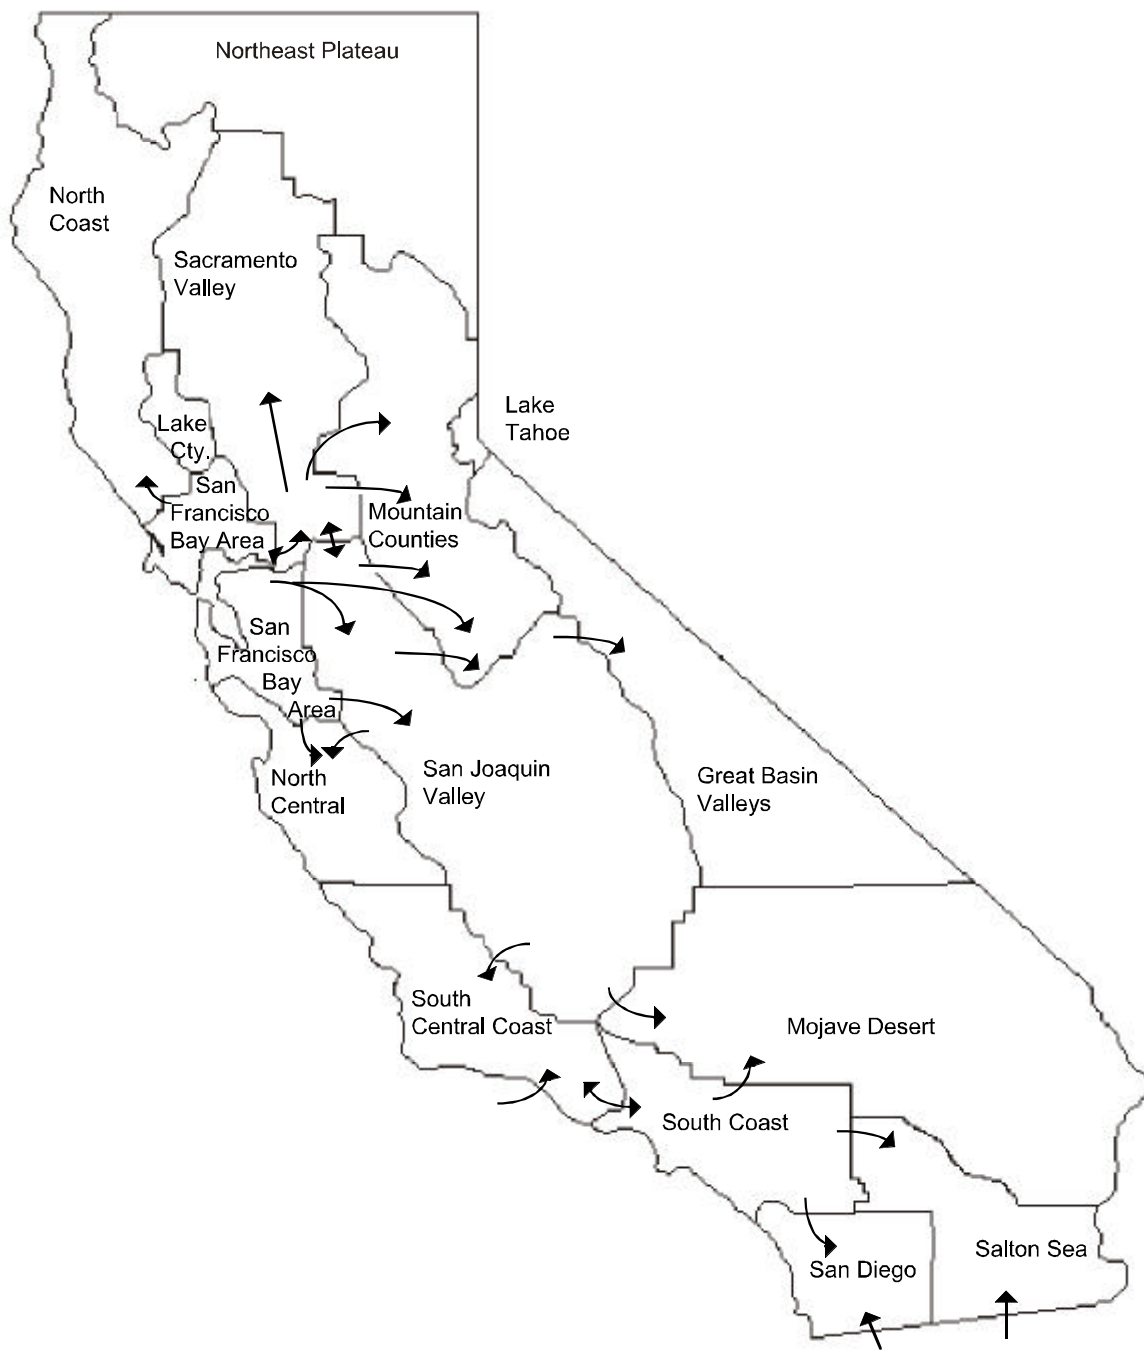 Northeast Plateau
North
Coast
Sacramento
Valley
Lake
Tahoe
Lake
Cty.
San
Francisco
Bay Area
Mountain
Counties
San
Francisco
Bay
Area
North
Central
San Joaquin
Valley
Great Basin
Valleys
South
Central Coast
Mojave Desert
South Coast
Salton Sea
San Diego